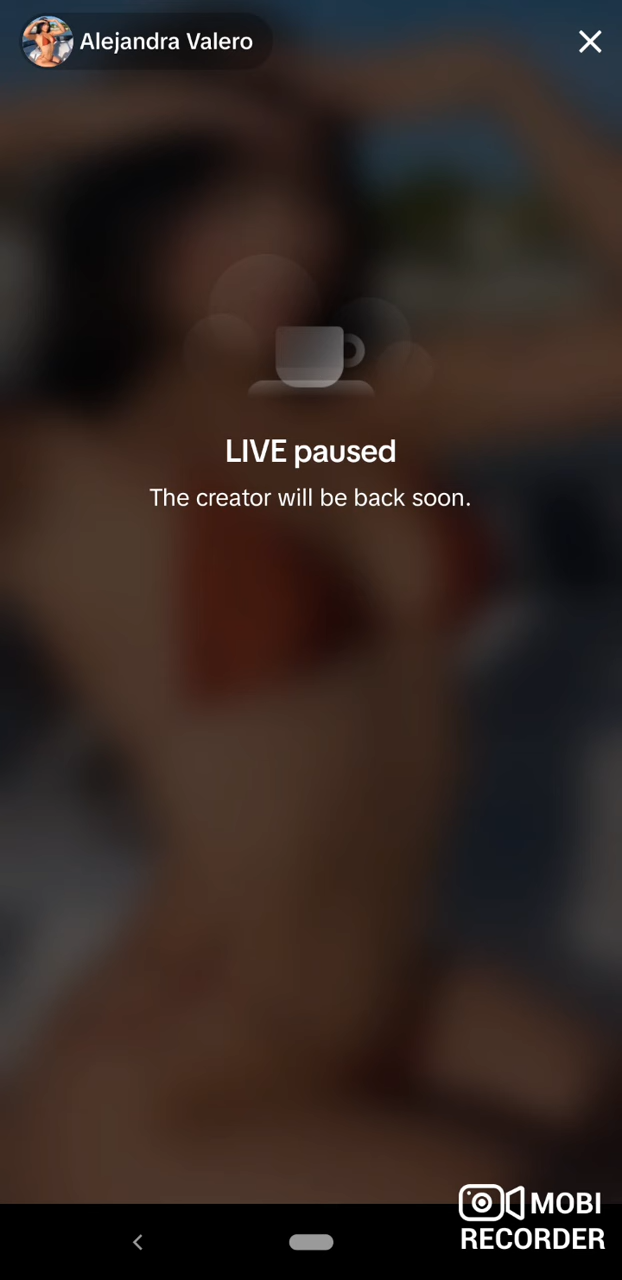 Alejandra Valero
LIVE paused
The creator will be back soon.
MOBI
RECORDER